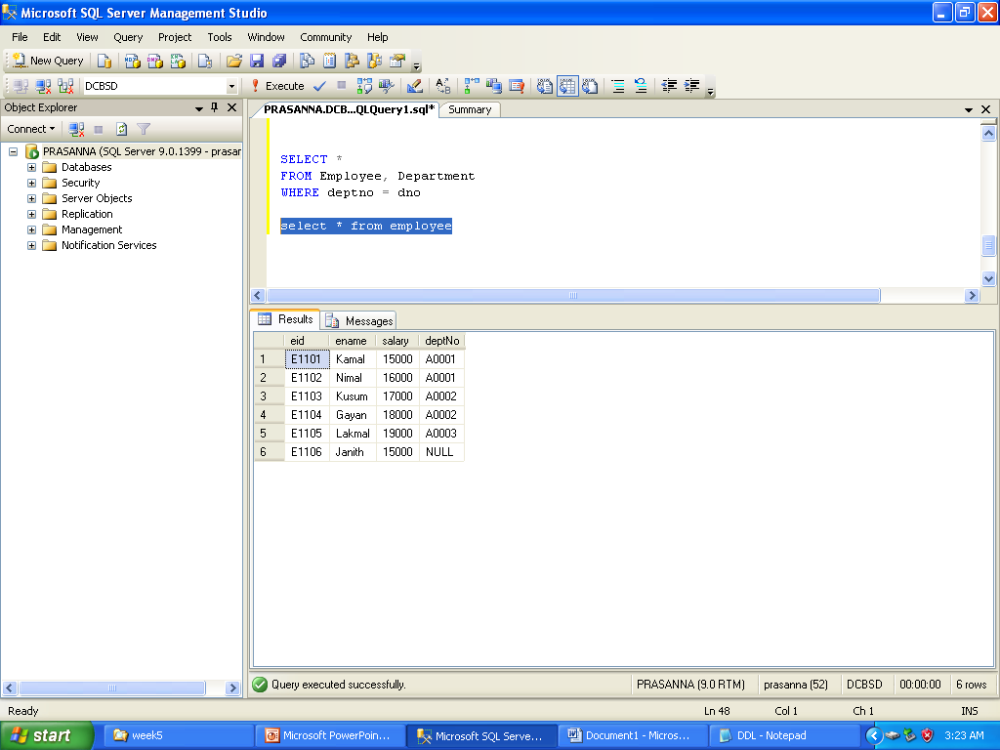 Microsoft SQL Server Management Studio
File Edit View Query Project Tools Window Community Help
New Query
DCBSD Execute
Object Explorer
Connect
PRASANNA (SQL Server 9.0.1399 - prasar
Databases
Security
Server Objects
Replication
Management
Notification Services
PRASANNA.DCB...QLQuery1.sql* Summary
SELECT *
FROM Employee, Department
WHERE deptno = dno
select * from employee
Results Messages
eid ename salary deptNo
1 E1101 Kamal 15000 A0001
2 E1102 Nimal 16000 A0001
3 E1103 Kusum 17000 A0002
4 E1104 Gayan 18000 A0002
5 E1105 Lakmal 19000 A0003
6 E1106 Janith 15000 NULL
Query executed successfully. PRASANNA (9.0 RTM) prasanna (52) DCBSD 00:00:00 6 rows
Ready Ln 48 Col 1 Ch 1 INS
start week5 Microsoft PowerPoin... Microsoft SQL Serve... Document1 - Micros... DDL - Notepad 3:23 AM